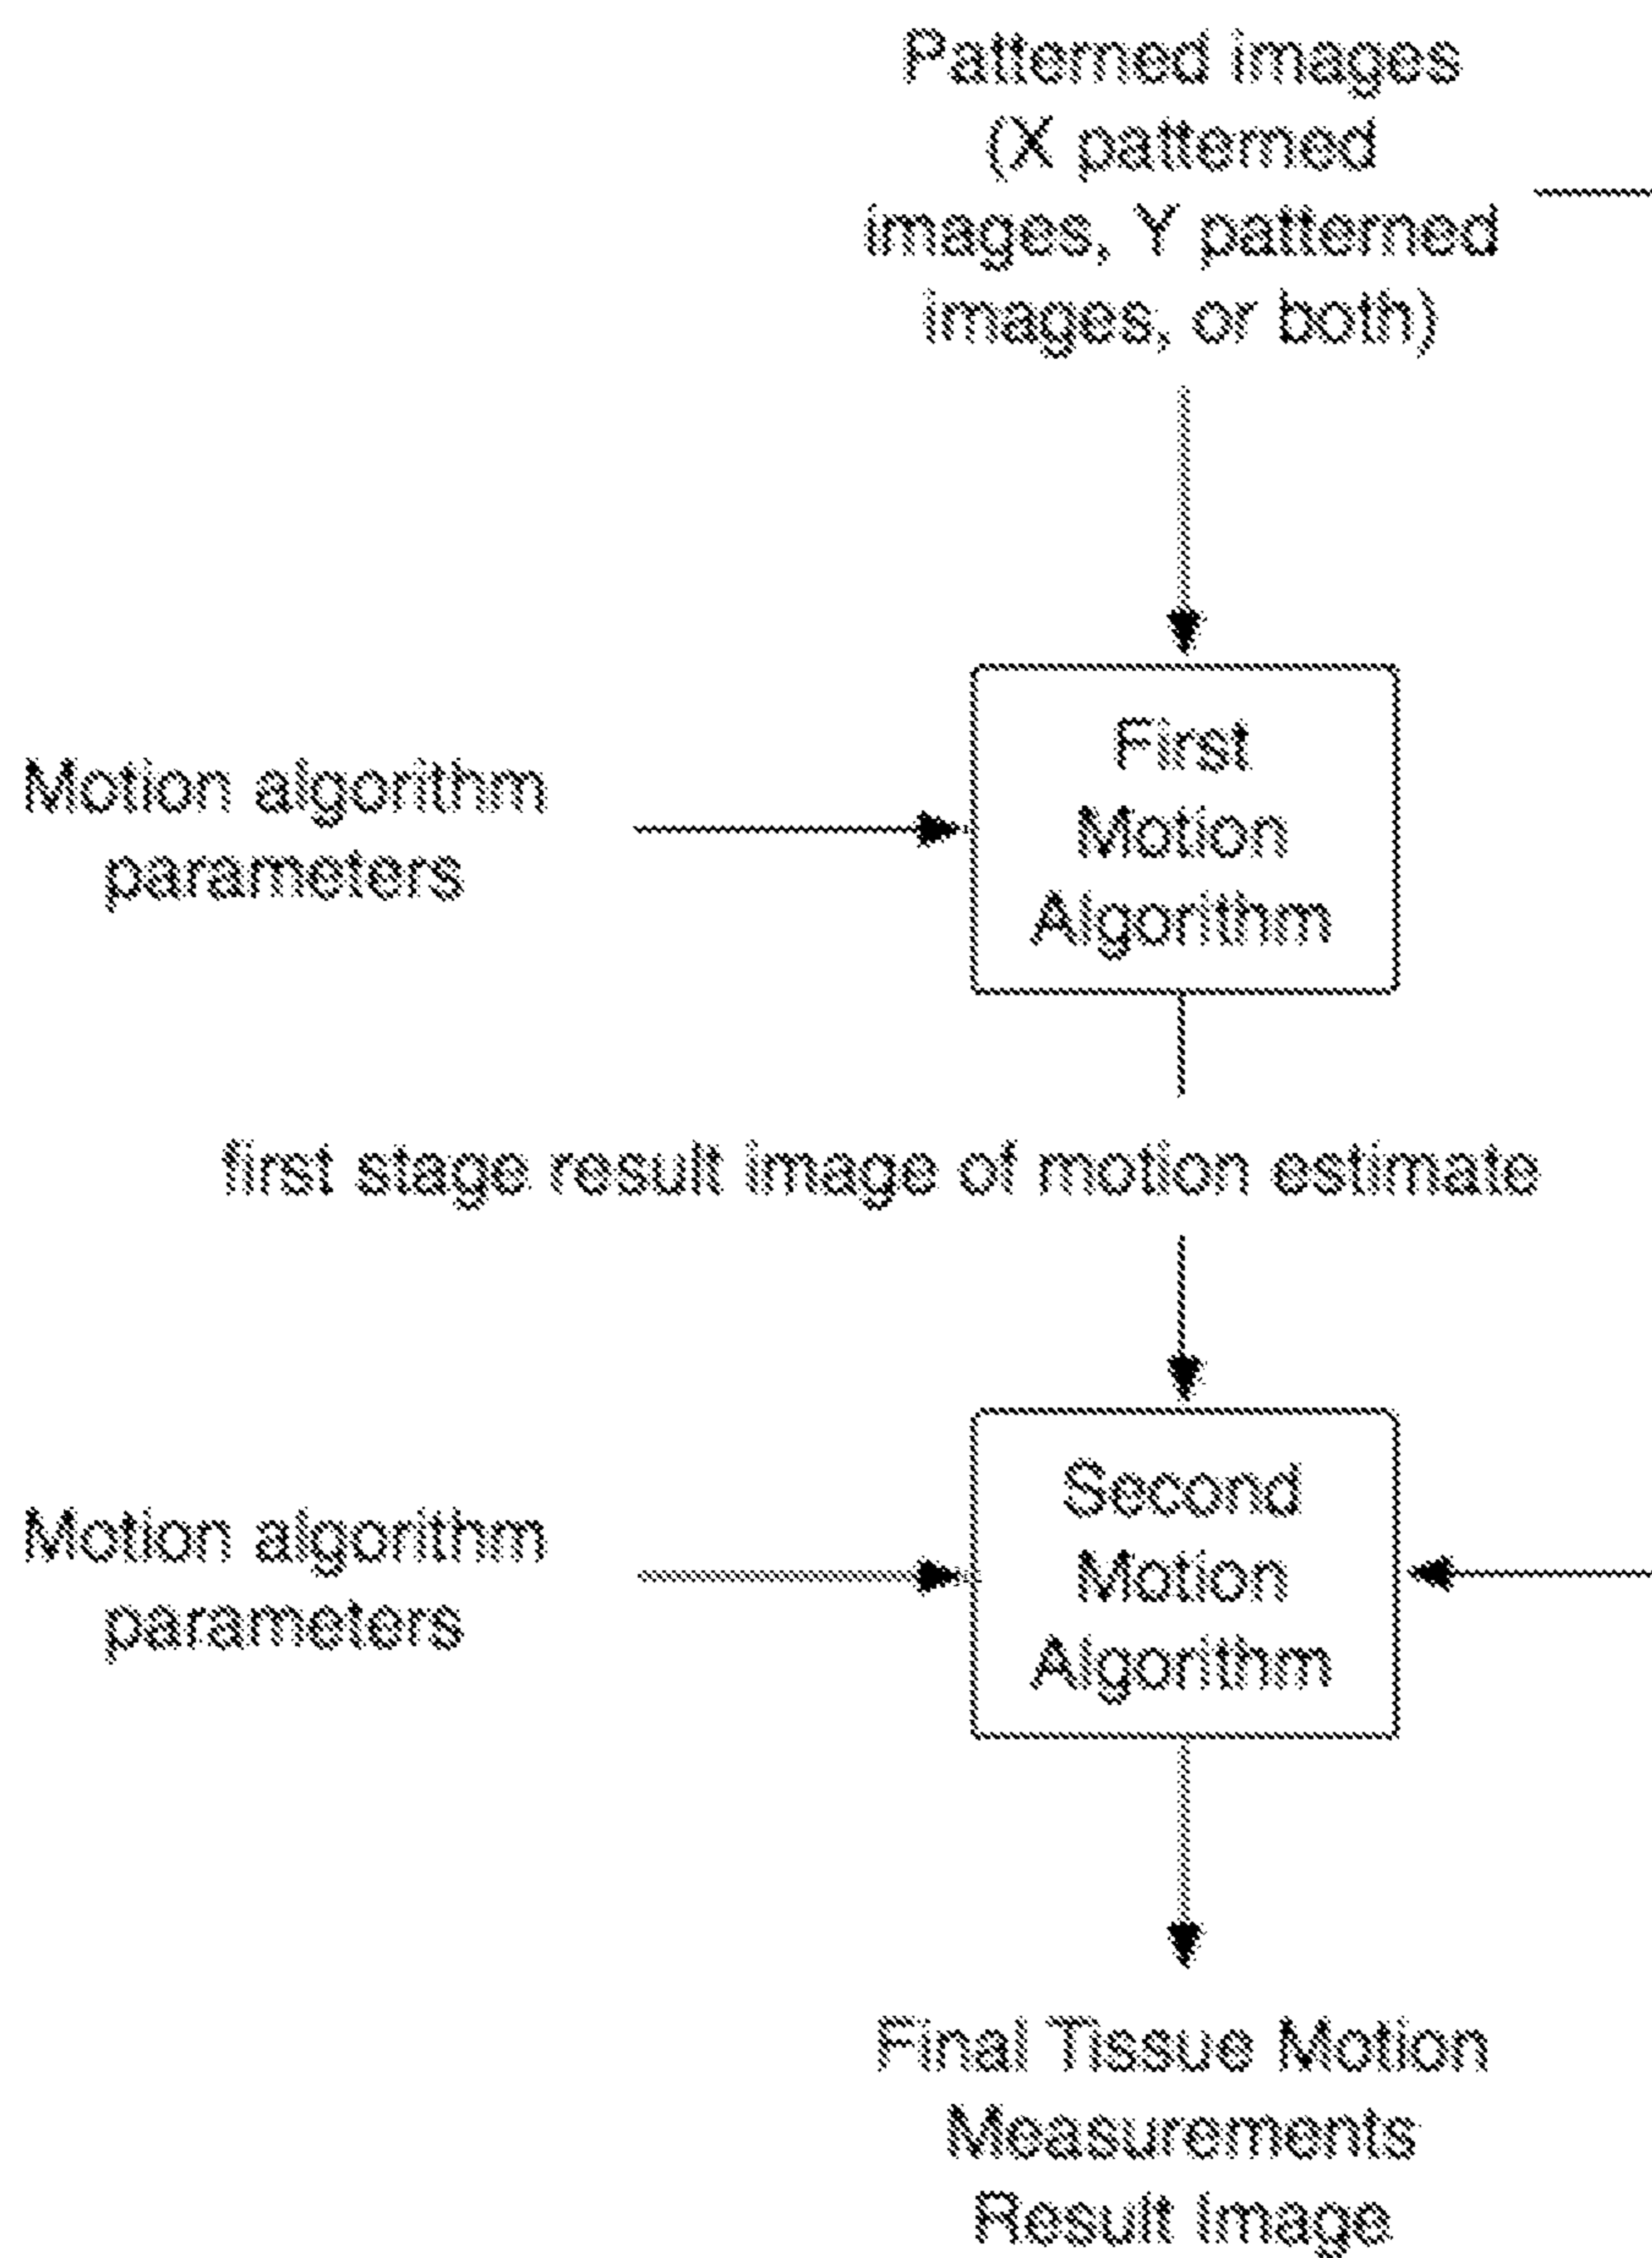 Patterned images
(X patterned
images, Y patterned
images, or both)
First
Motion
Algorithm
Motion algorithm
parameters
first stage result image of motion estimate
Second
Motion
Algorithm
Motion algorithm
parameters
Final Tissue Motion
Measurements
Result Image